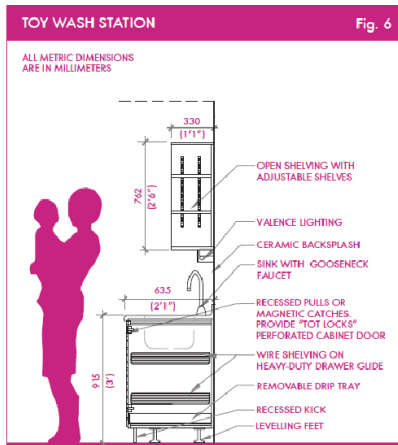 TOY WASH STATION
Fig. 6
ALL METRIC DIMENSIONS
ARE IN MILLIMETERS
330
(1'1")
762
(2'6")
OPEN SHELVING WITH
ADJUSTABLE SHELVES
VALENCE LIGHTING
CERAMIC BACKSPLASH
SINK WITH GOOSENECK
FAUCET
635
(2'1")
RECESSED PULLS OR
MAGNETIC CATCHES.
PROVIDE "TOT LOCKS"
PERFORATED CABINET DOOR
915
(3')
WIRE SHELVING ON
HEAVY-DUTY DRAWER GLIDE
REMOVABLE DRIP TRAY
RECESSED KICK
LEVELLING FEET